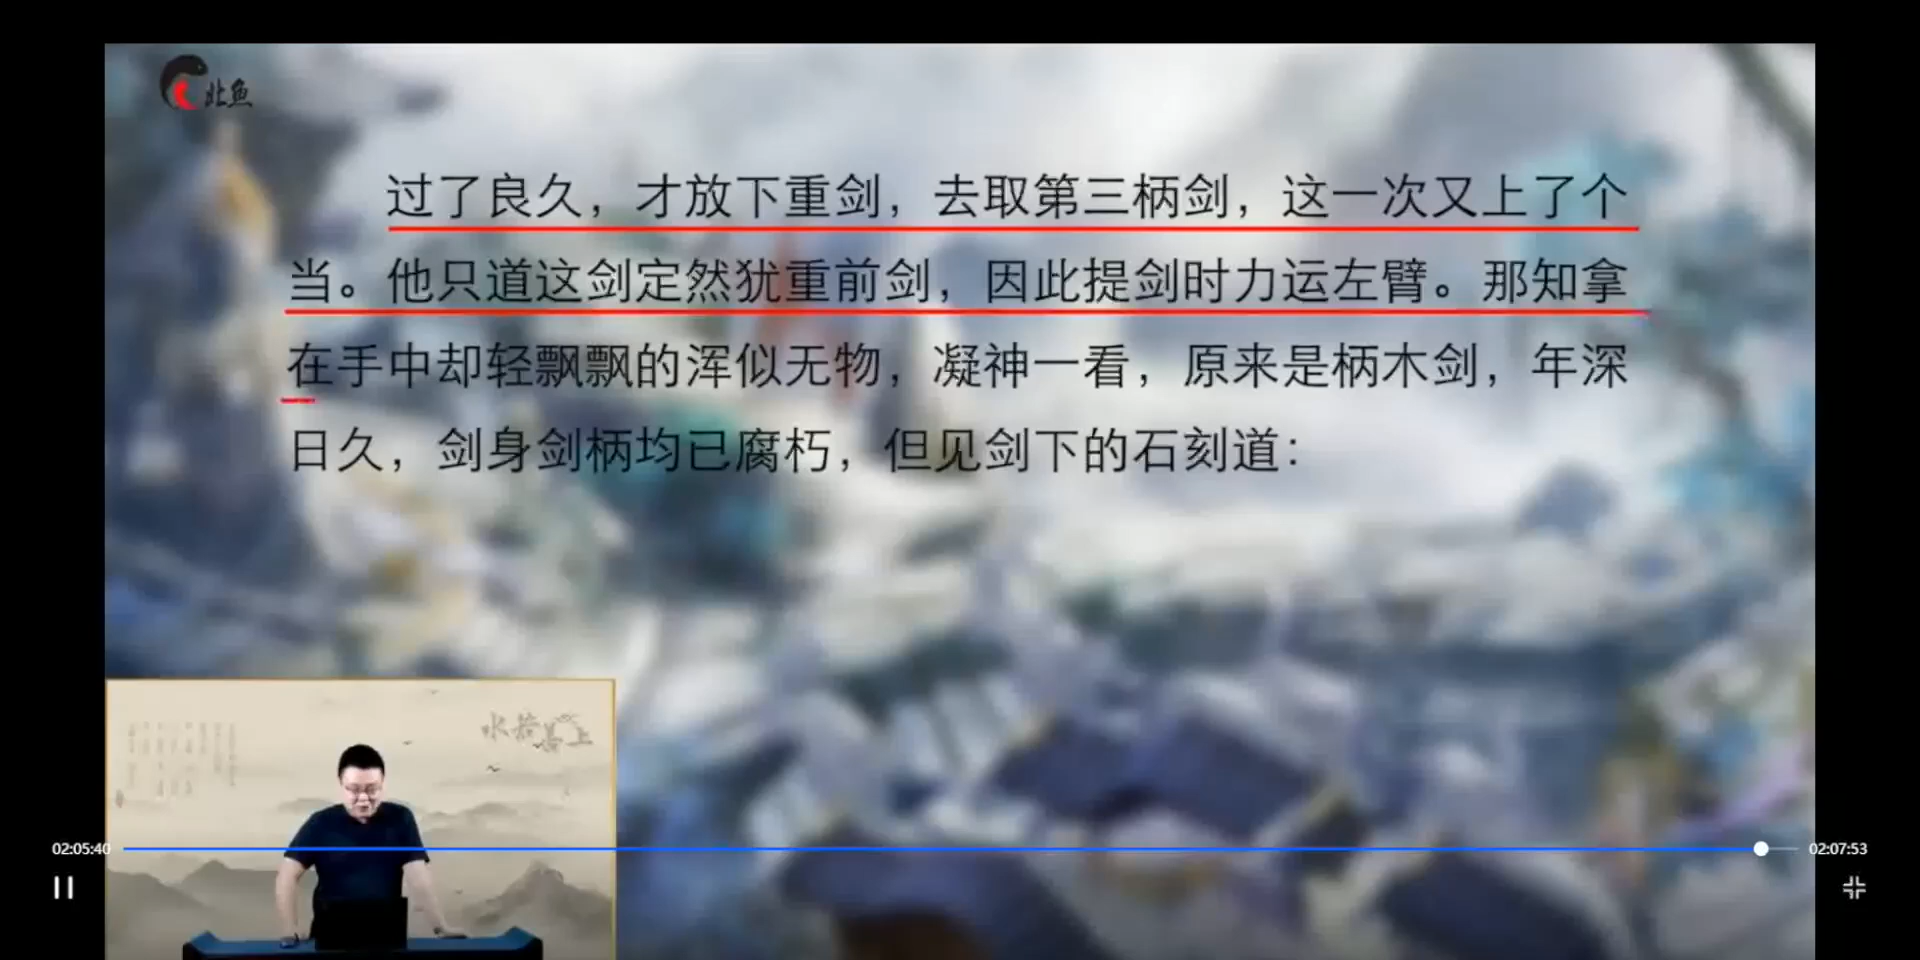 北鱼
过了良久，才放下重剑，去取第三柄剑，这一次又上了个
当。他只道这剑定然犹重前剑，因此提剑时力运左臂。那知拿
在手中却轻飘飘的浑似无物，凝神一看，原来是柄木剑，年深
日久，剑身剑柄均已腐朽，但见剑下的石刻道：
上善若水
02:05:40
02:07:53